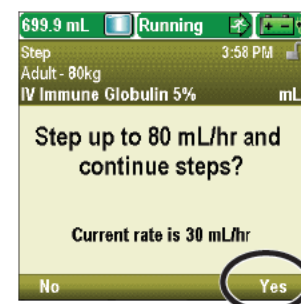 699.9 mL Running
Step 3:58 PM
Adult - 80kg
IV Immune Globulin 5% mL
Step up to 80 mL/hr and
continue steps?
Current rate is 30 mL/hr
No Yes